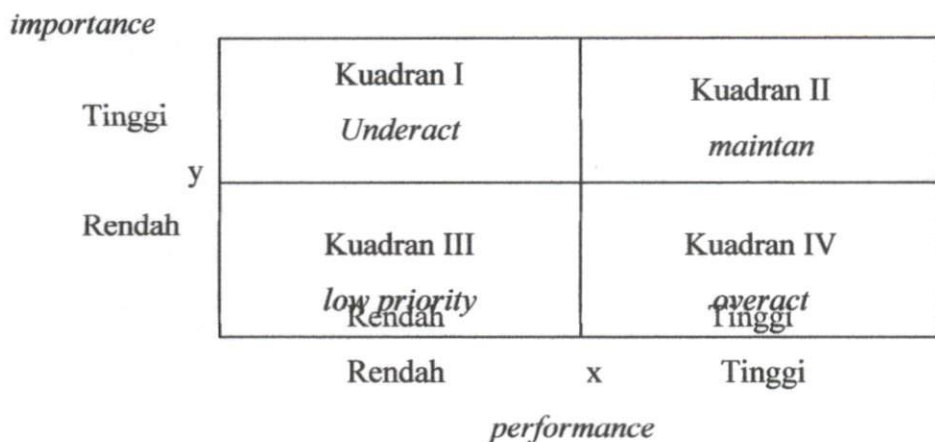 importance
Kuadran I
Kuadran II
Tinggi
Underact
maintan
y
Rendah
Kuadran III
Kuadran IV
low priority
overact
Rendah
Tinggi
Rendah x Tinggi
performance